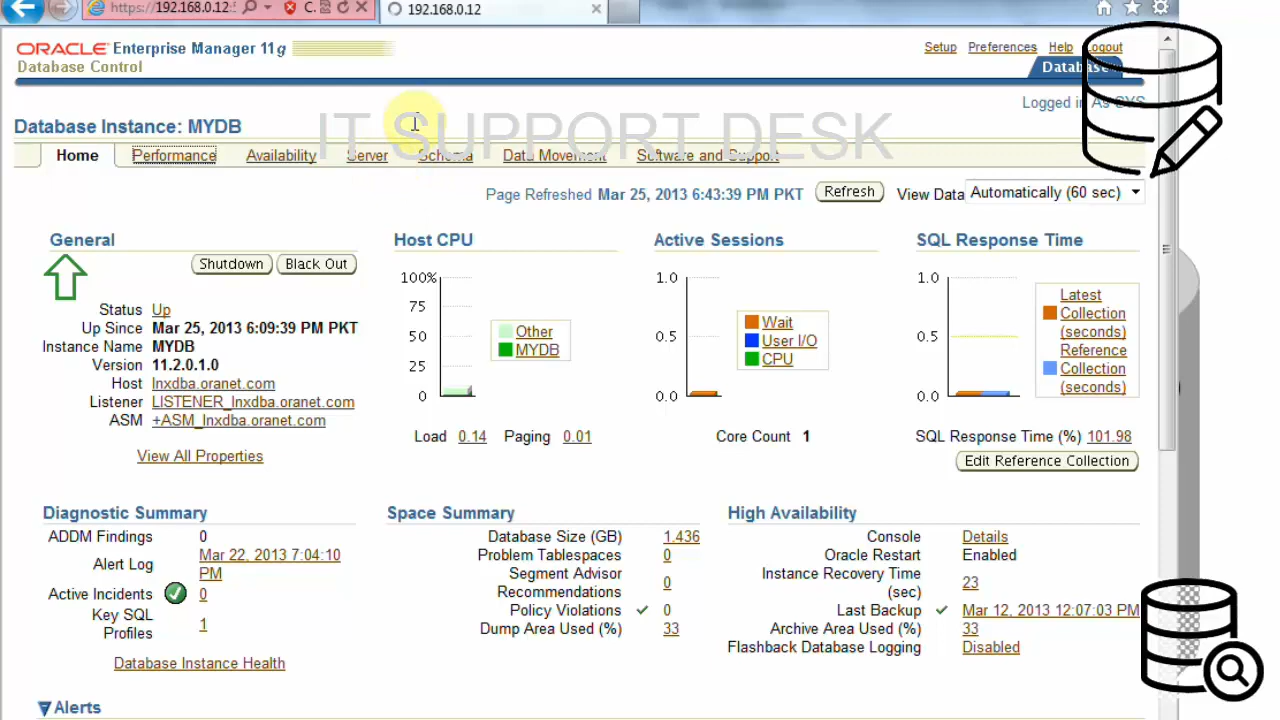 https://192.168.0.12:
C.
192.168.0.12
ORACLE Enterprise Manager 11g
Database Control
Setup Preferences Help Logout
Database
Logged in As SYS
IT SUPPORT DESK
Database Instance: MYDB
Home Performance Availability Server Schema Data Movement Software and Support
Page Refreshed Mar 25, 2013 6:43:39 PM PKT Refresh View Data Automatically (60 sec)
General
Shutdown Black Out
Status Up
Up Since Mar 25, 2013 6:09:39 PM PKT
Instance Name MYDB
Version 11.2.0.1.0
Host lnxdba.oranet.com
Listener LISTENER_lnxdba.oranet.com
ASM +ASM_lnxdba.oranet.com
View All Properties
Host CPU
100%
75
50
25
0
Other
MYDB
Load 0.14 Paging 0.01
Active Sessions
1.0
0.5
0.0
Wait
User I/O
CPU
Core Count 1
SQL Response Time
1.0
0.5
0.0
Latest
Collection
(seconds)
Reference
Collection
(seconds)
SQL Response Time (%) 101.98
Edit Reference Collection
Diagnostic Summary
ADDM Findings 0
Alert Log Mar 22, 2013 7:04:10
PM
Active Incidents 0
Key SQL
Profiles 1
Database Instance Health
Space Summary
Database Size (GB) 1.436
Problem Tablespaces 0
Segment Advisor
Recommendations 0
Policy Violations 0
Dump Area Used (%) 33
High Availability
Console Details
Oracle Restart Enabled
Instance Recovery Time
(sec) 23
Last Backup Mar 12, 2013 12:07:03 PM
Archive Area Used (%) 33
Flashback Database Logging Disabled
Alerts